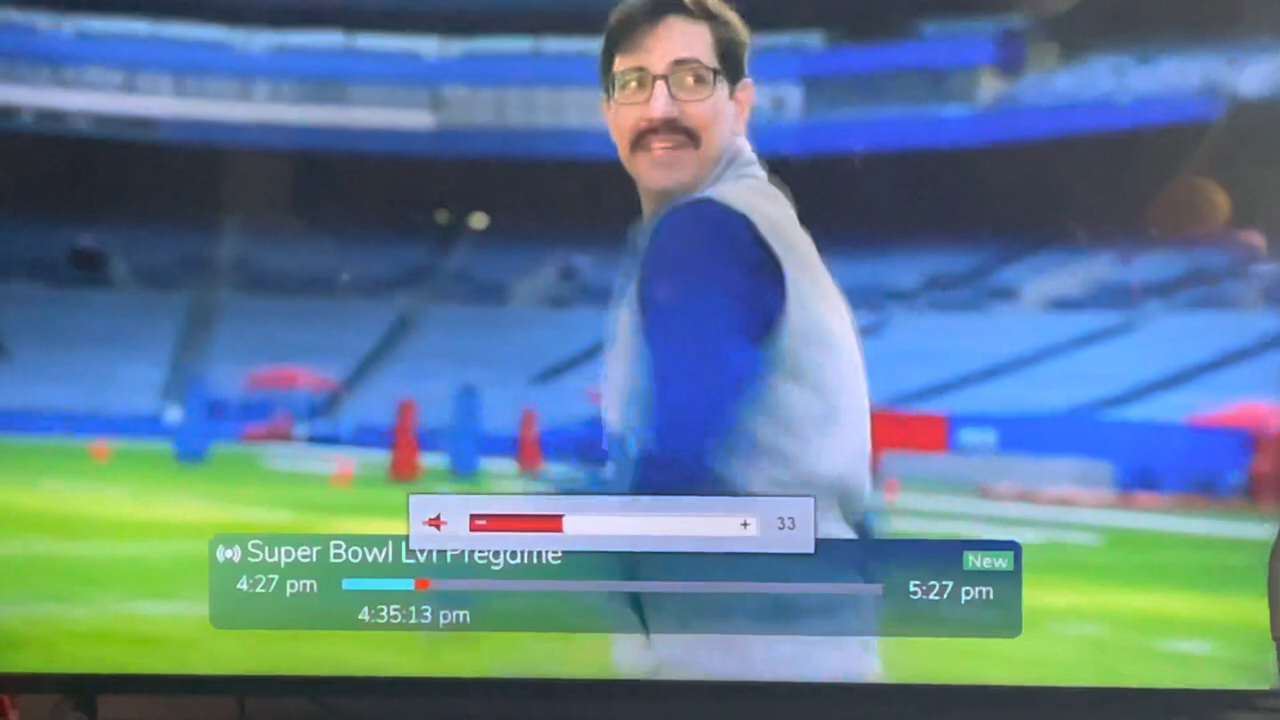 33
Super Bowl LVI Pregame
New
4:27 pm
5:27 pm
4:35:13 pm